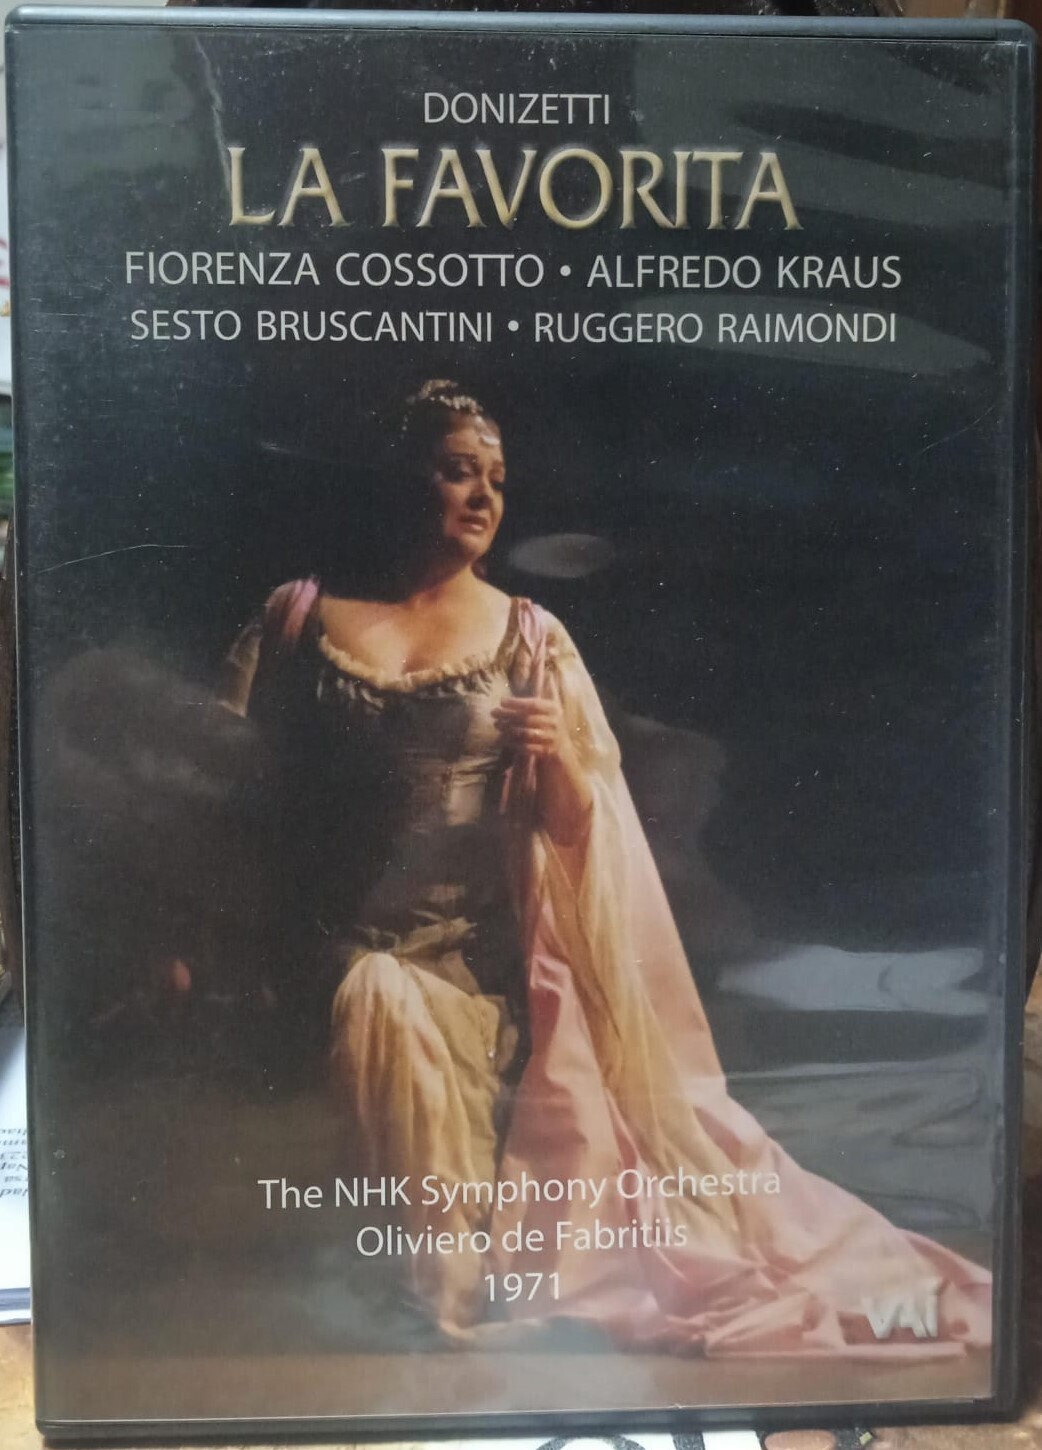 DONIZETTI
LA FAVORITA
FIORENZA COSSOTTO • ALFREDO KRAUS
SESTO BRUSCANTINI • RUGGERO RAIMONDI
The NHK Symphony Orchestra
Oliviero de Fabritiis
1971
VAI